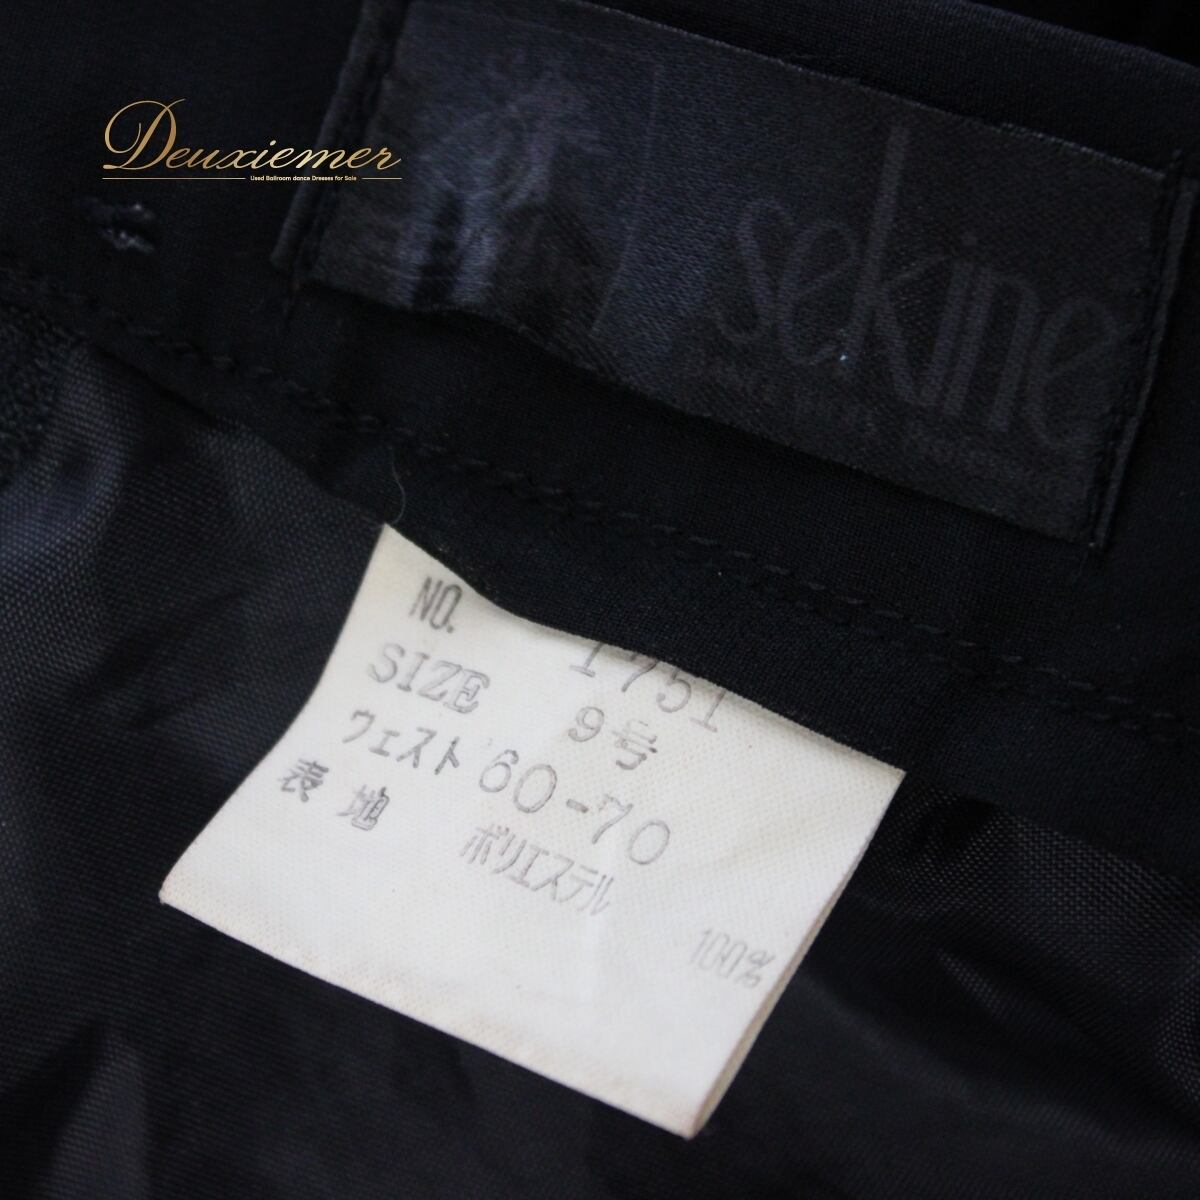 Deuxiemer
Used Ballroom dance Dresses for Sale
sekine
NO. 1751
SIZE 9号
ウェスト 60-70
表地 ポリエステル 100%